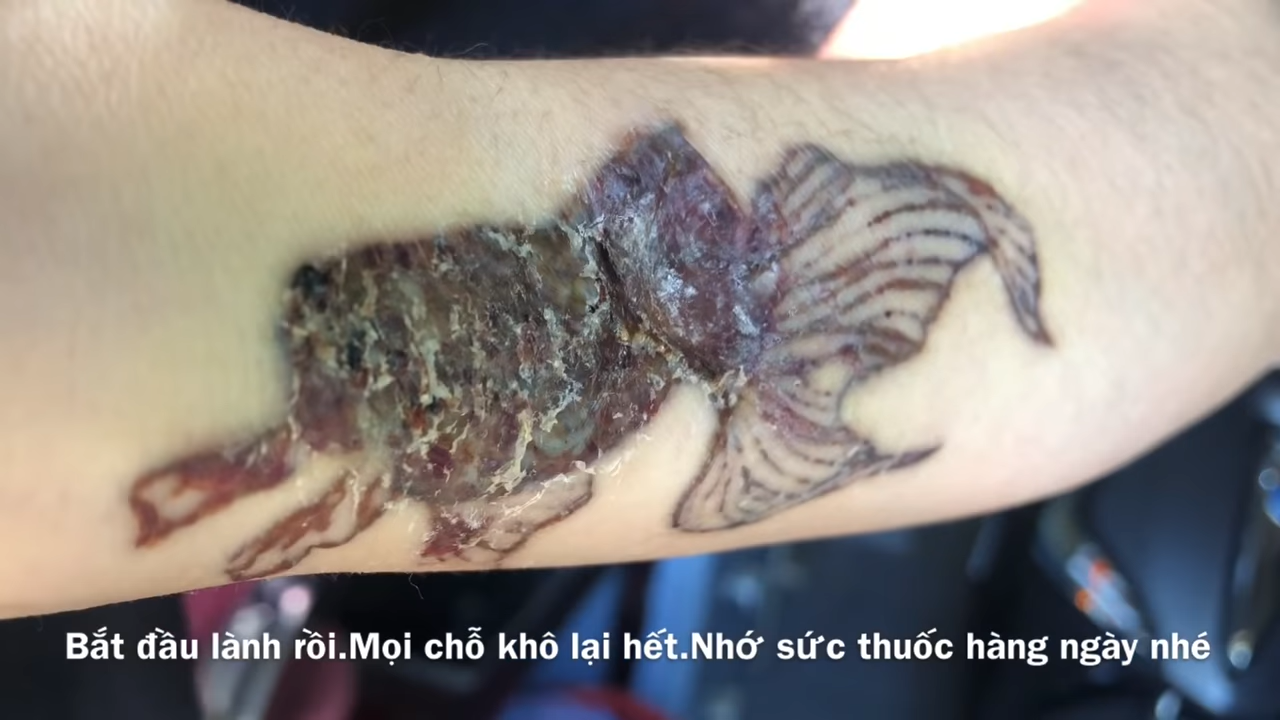 Bắt đầu lành rồi.Mọi chỗ khô lại hết.Nhớ sức thuốc hàng ngày nhé